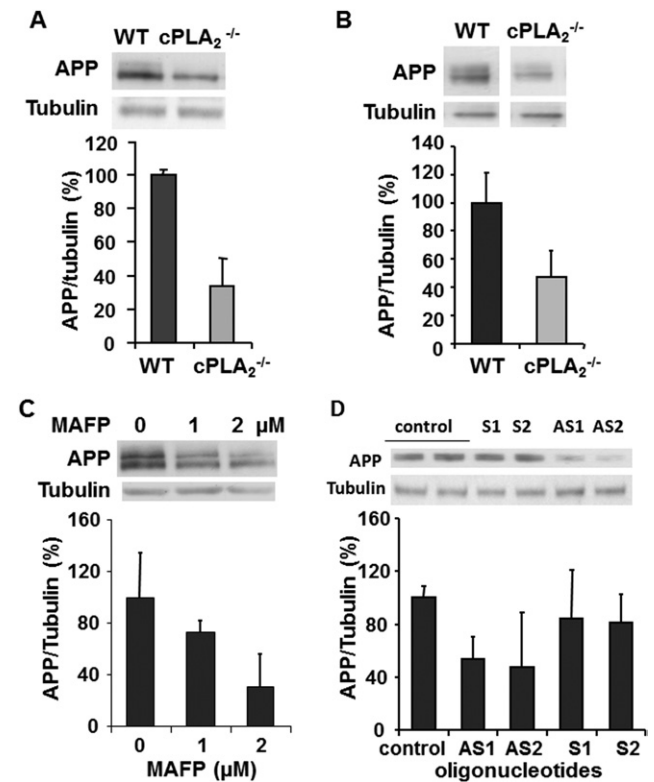 A
WT cPLA₂⁻/⁻
APP
Tubulin
APP/tubulin (%)
120
100
80
60
40
20
0
WT cPLA₂⁻/⁻
B
WT cPLA₂⁻/⁻
APP
Tubulin
APP/Tubulin (%)
140
120
100
80
60
40
20
0
WT cPLA₂⁻/⁻
C
MAFP 0 1 2 µM
APP
Tubulin
APP/Tubulin (%)
160
120
80
40
0
0 1 2
MAFP (µM)
D
control S1 S2 AS1 AS2
APP
Tubulin
APP/Tubulin (%)
160
120
80
40
0
control AS1 AS2 S1 S2
oligonucleotides